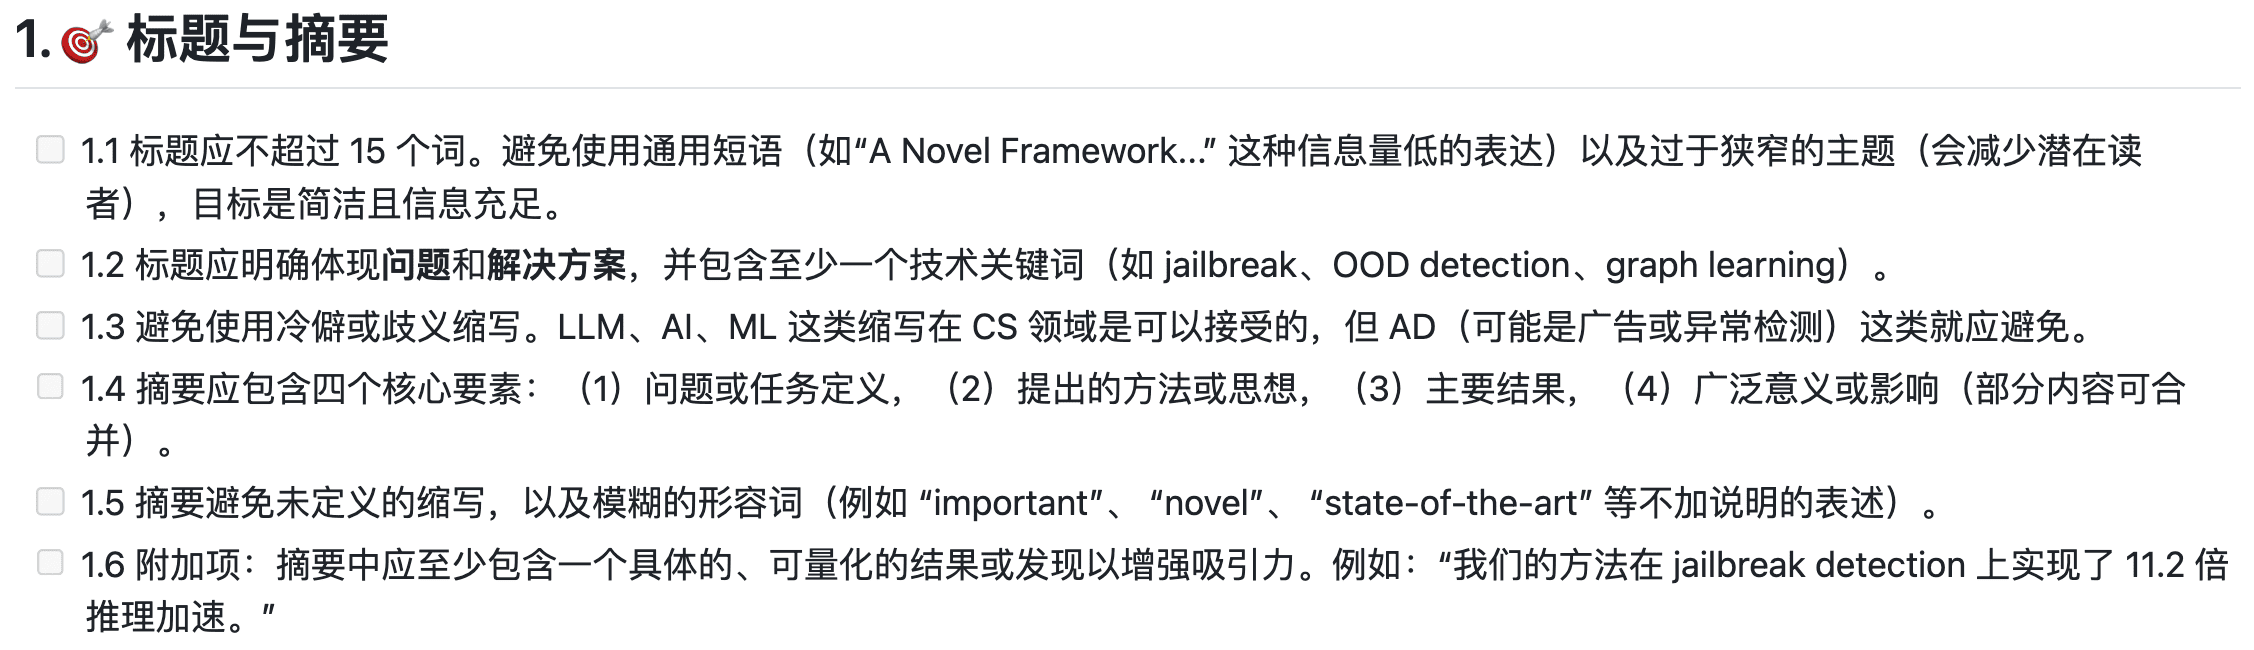 1. 🎯 标题与摘要
1.1 标题应不超过 15 个词。避免使用通用短语（如“A Novel Framework...” 这种信息量低的表达）以及过于狭窄的主题（会减少潜在读
者），目标是简洁且信息充足。
1.2 标题应明确体现问题和解决方案，并包含至少一个技术关键词（如 jailbreak、OOD detection、graph learning）。
1.3 避免使用冷僻或歧义缩写。LLM、AI、ML 这类缩写在 CS 领域是可以接受的，但 AD（可能是广告或异常检测）这类就应避免。
1.4 摘要应包含四个核心要素：（1）问题或任务定义，（2）提出的方法或思想，（3）主要结果，（4）广泛意义或影响（部分内容可合
并）。
1.5 摘要避免未定义的缩写，以及模糊的形容词（例如 “important”、 “novel”、 “state-of-the-art” 等不加说明的表述）。
1.6 附加项：摘要中应至少包含一个具体的、可量化的结果或发现以增强吸引力。例如：“我们的方法在 jailbreak detection 上实现了 11.2 倍
推理加速。”